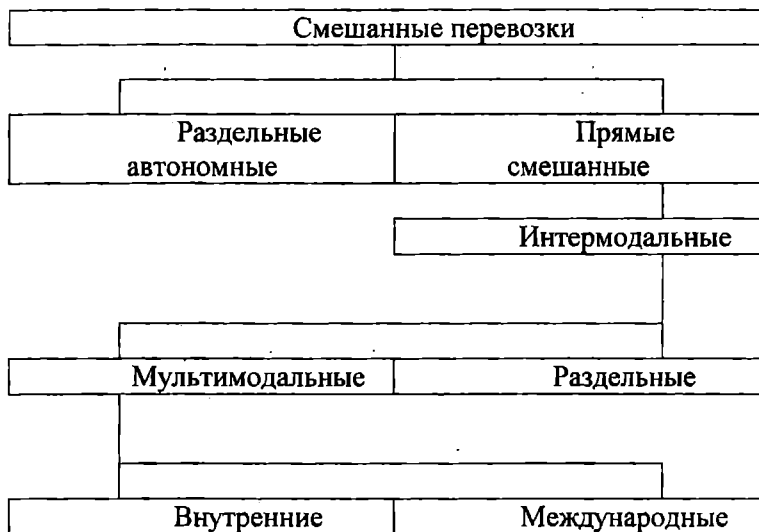 Смешанные перевозки
Раздельные
автономные
Прямые
смешанные
Интермодальные
Мультимодальные
Раздельные
Внутренние
Международные